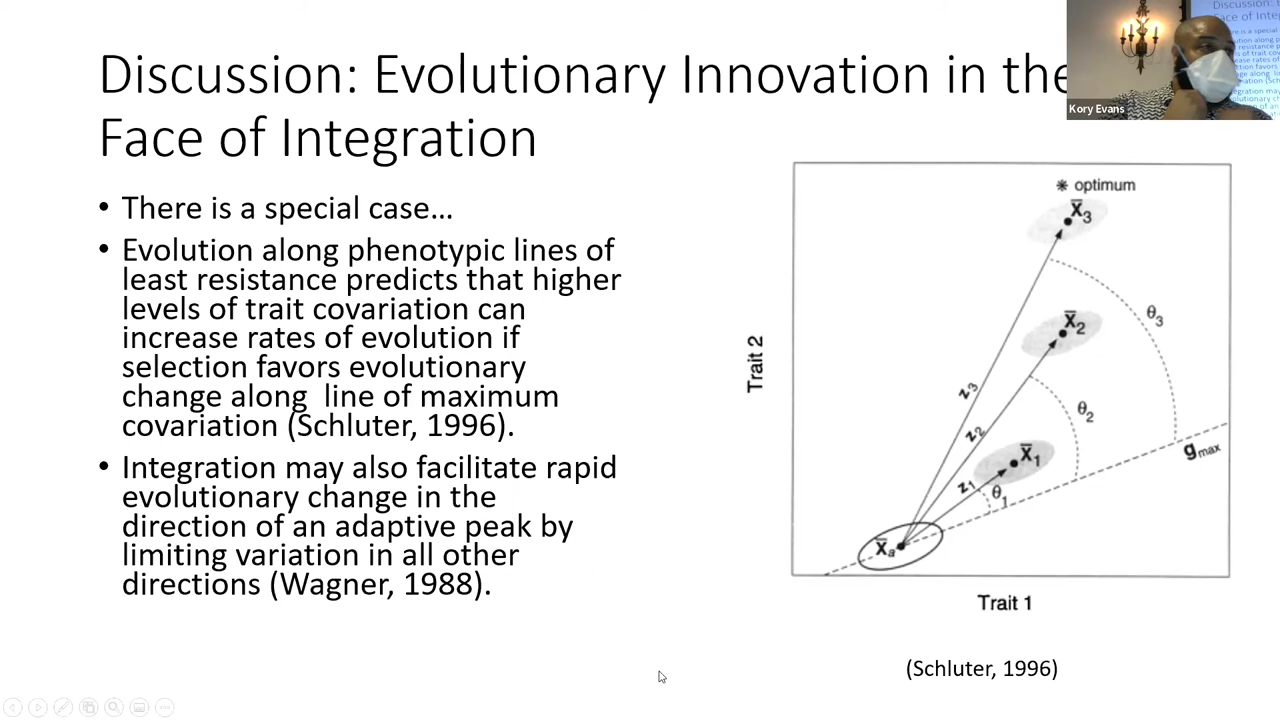 Discussion: Evolutionary Innovation in the
Face of Integration
• There is a special case…
• Evolution along phenotypic lines of
least resistance predicts that higher
levels of trait covariation can
increase rates of evolution if
selection favors evolutionary
change along  line of maximum
covariation (Schluter, 1996).
• Integration may also facilitate rapid
evolutionary change in the
direction of an adaptive peak by
limiting variation in all other
directions (Wagner, 1988).
Kory Evans
optimum
X̄3
θ3
X̄2
Trait 2
z3
θ2
z2
X̄1
gmax
z1
θ1
X̄a
Trait 1
(Schluter, 1996)